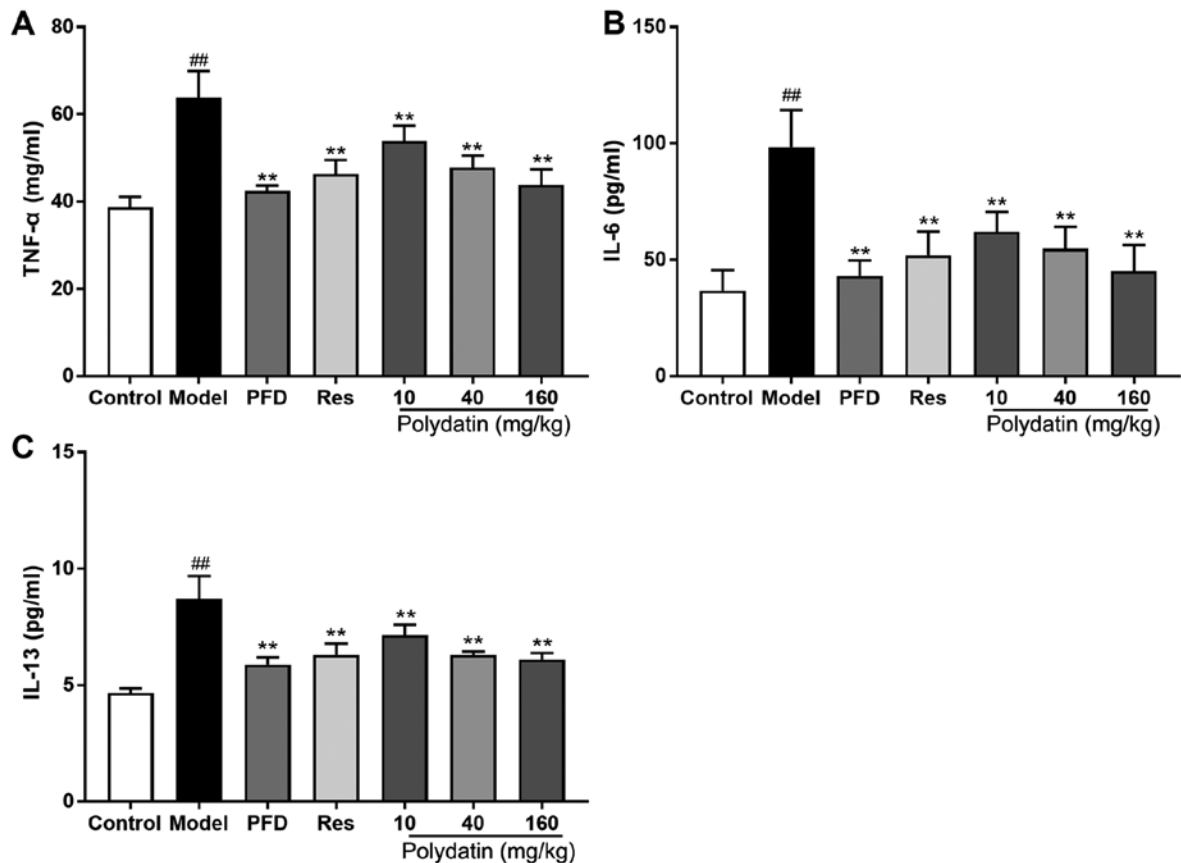 A
TNF-α (mg/ml)
80
60
40
20
0
##
**
**
**
**
**
Control Model PFD Res 10 40 160
Polydatin (mg/kg)
B
IL-6 (pg/ml)
150
100
50
0
##
**
**
**
**
**
Control Model PFD Res 10 40 160
Polydatin (mg/kg)
C
IL-13 (pg/ml)
15
10
5
0
##
**
**
**
**
**
Control Model PFD Res 10 40 160
Polydatin (mg/kg)